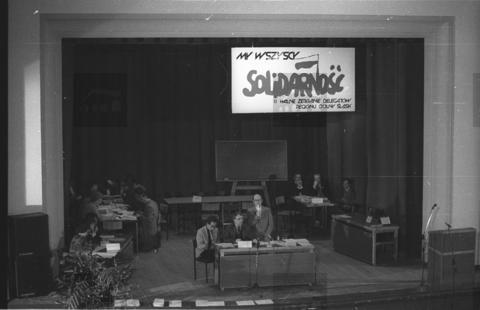 MY WSZYSCY
SOLIDARNOŚĆ
II WALNE ZEBRANIE DELEGATÓW
REGIONU DOLNY ŚLĄSK